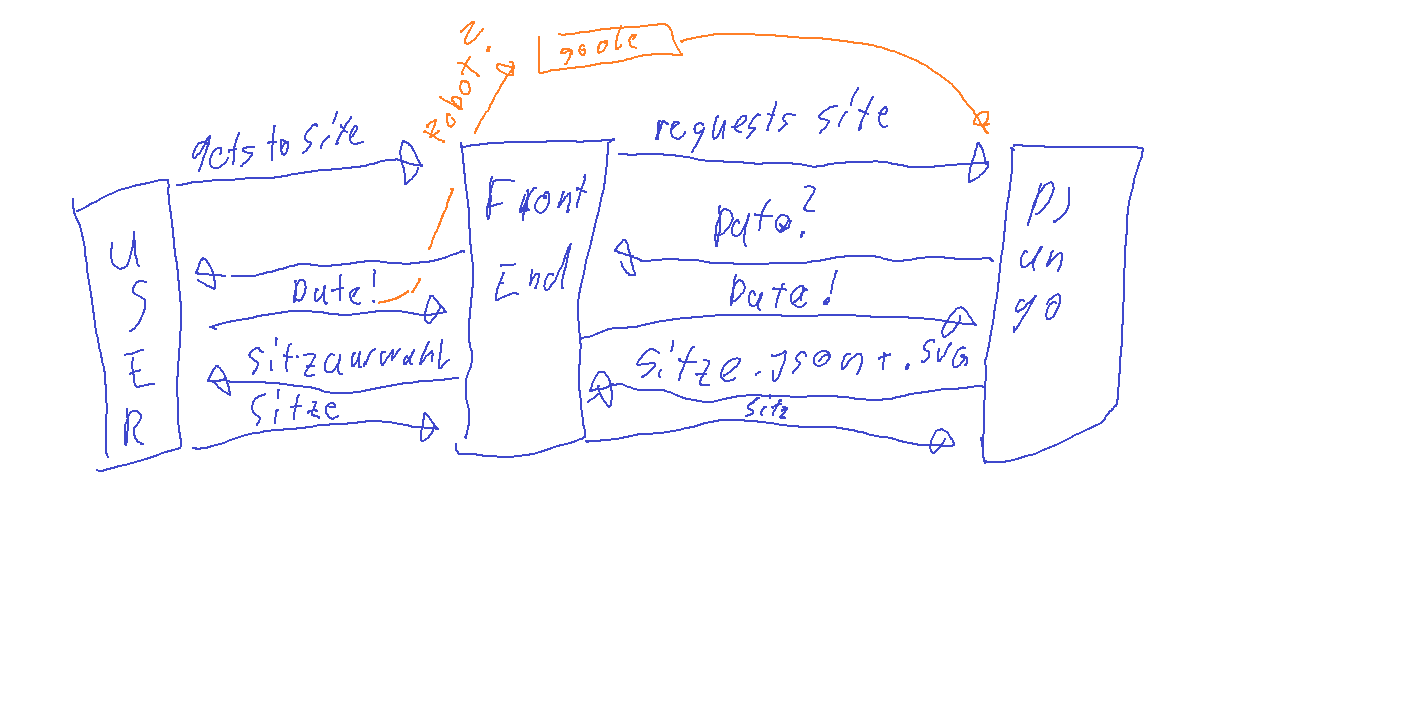 Robot?
goole
gets to site
requests site
USER
Front
End
DJ
an
go
Date?
Date!
Date!
Sitzauswahl
Sitze.json + .SVG
Sitze
Sitz